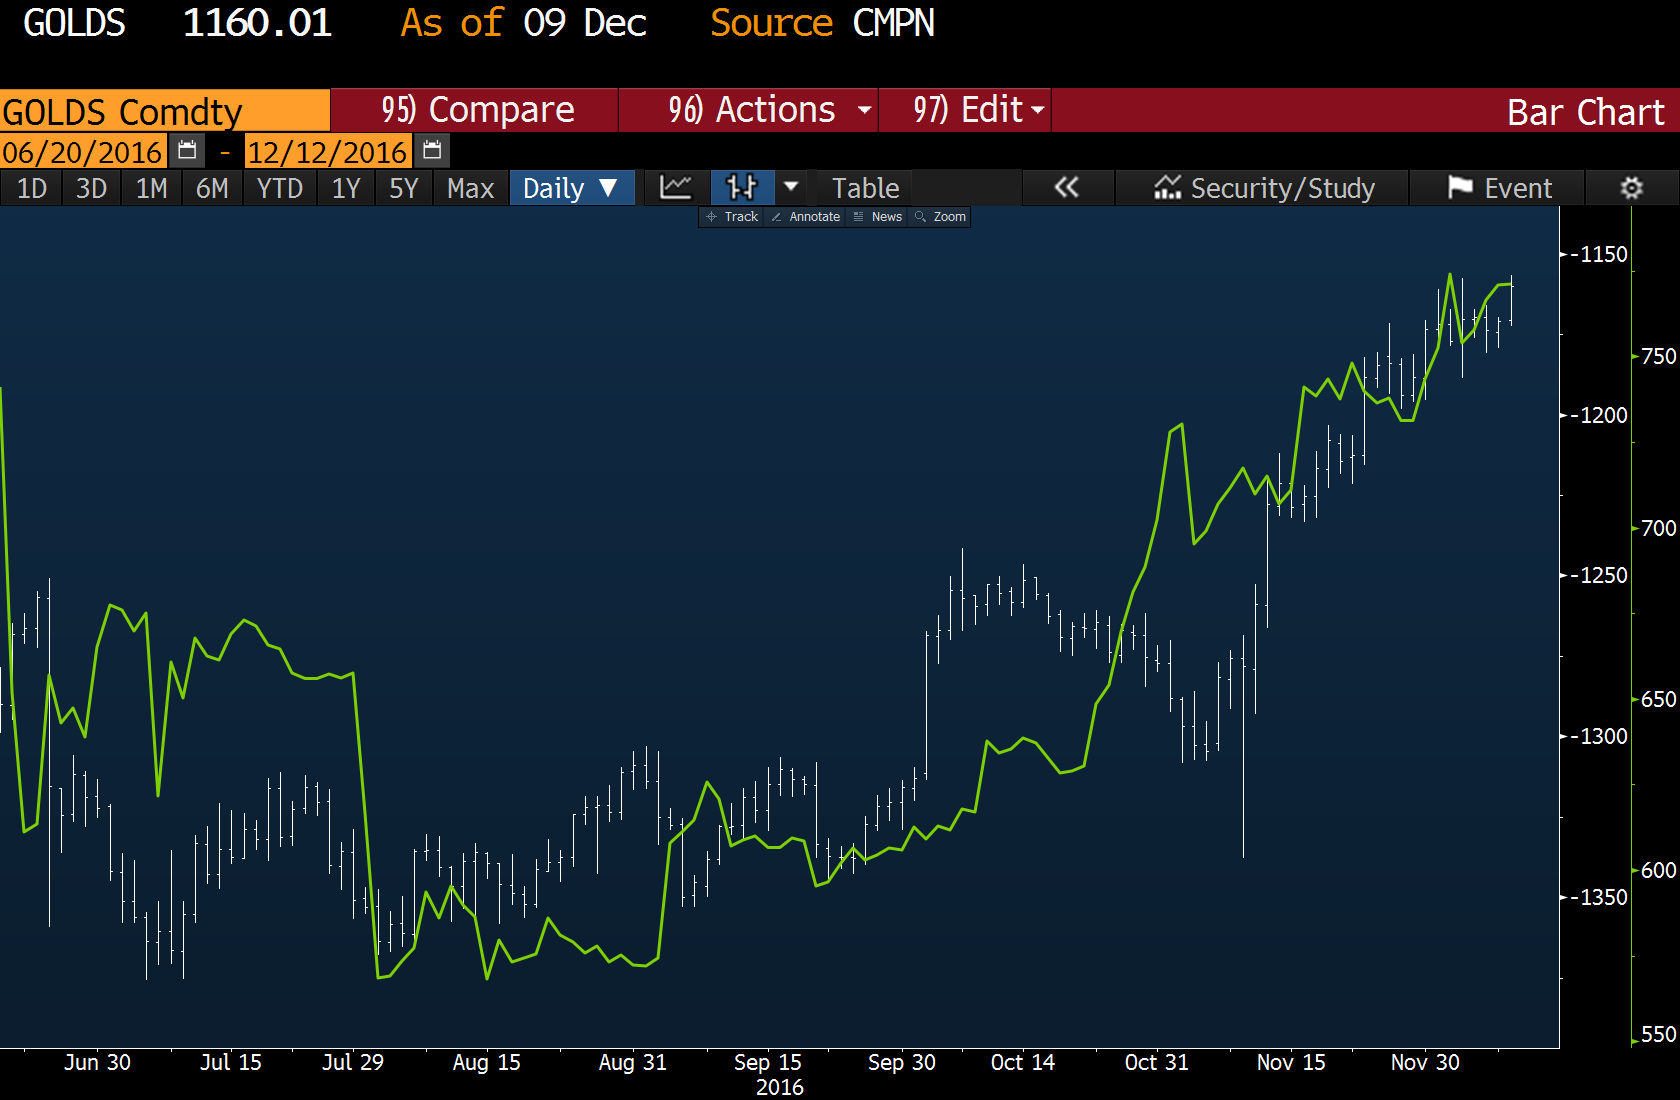 GOLDS 1160.01 As of 09 Dec Source CMPN
GOLDS Comdty 95) Compare 96) Actions 97) Edit Bar Chart
06/20/2016 - 12/12/2016
1D 3D 1M 6M YTD 1Y 5Y Max Daily ▼ Table « Security/Study Event
Track Annotate News Zoom
-1150
750
-1200
700
-1250
650
-1300
600
-1350
550
Jun 30 Jul 15 Jul 29 Aug 15 Aug 31 Sep 15 Sep 30 Oct 14 Oct 31 Nov 15 Nov 30
2016